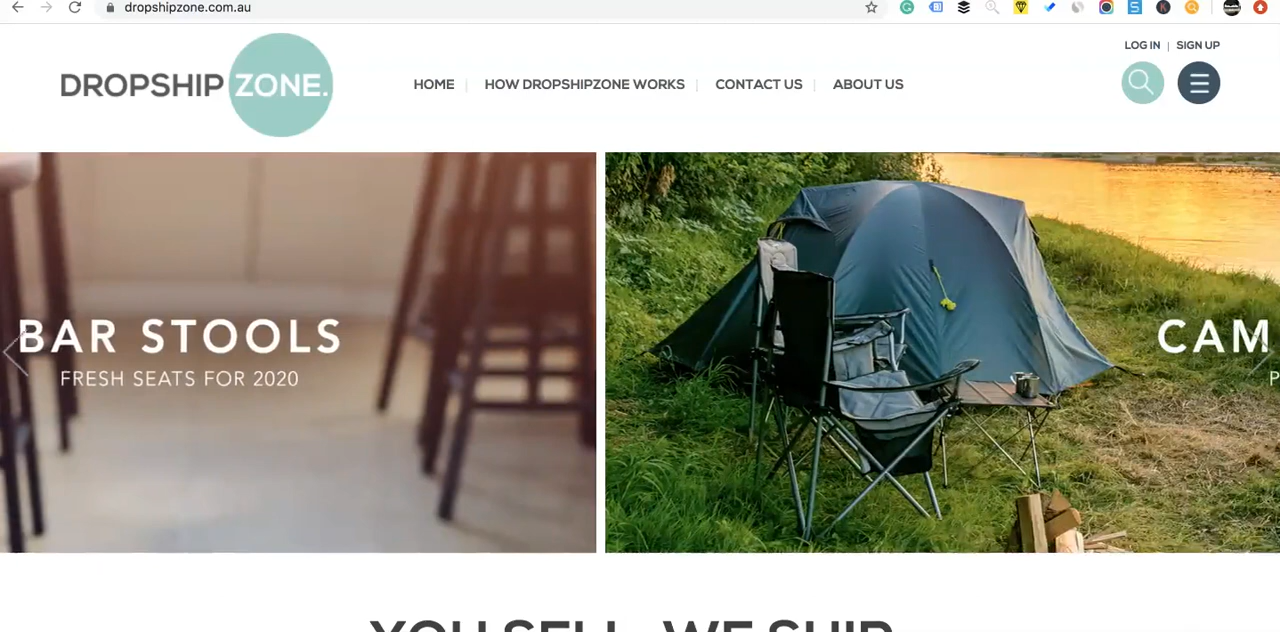 dropshipzone.com.au
LOG IN | SIGN UP
DROPSHIP ZONE.
HOME | HOW DROPSHIPZONE WORKS | CONTACT US | ABOUT US
BAR STOOLS
FRESH SEATS FOR 2020
CAM
P
YOU SELL, WE SHIP